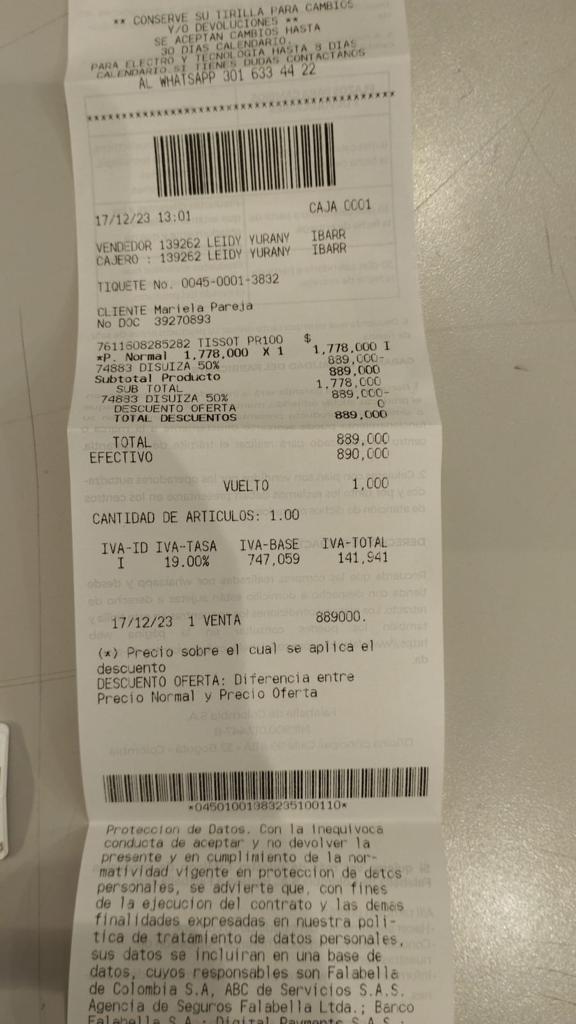 ** CONSERVE SU TIRILLA PARA CAMBIOS
Y/O DEVOLUCIONES **
SE ACEPTAN CAMBIOS HASTA
30 DIAS CALENDARIO.
PARA ELECTRO Y TECNOLOGIA HASTA 8 DIAS
CALENDARIO.SI TIENES DUDAS CONTACTANOS
AL WHATSAPP 301 633 44 22
17/12/23 13:01 CAJA 0001
VENDEDOR 139262 LEIDY YURANY IBARR
CAJERO : 139262 LEIDY YURANY IBARR
TIQUETE No. 0045-0001-3832
CLIENTE Mariela Pareja
No DOC 39270893
7611608285282 TISSOT PR100 $
*P. Normal 1,778,000 X 1 1,778,000 I
74883 DISUIZA 50% 889,000-
Subtotal Producto 889,000
SUB TOTAL 1,778,000
74883 DISUIZA 50% 889,000-
DESCUENTO OFERTA 0
TOTAL DESCUENTOS 889,000
TOTAL 889,000
EFECTIVO 890,000
VUELTO 1,000
CANTIDAD DE ARTICULOS: 1.00
IVA-ID IVA-TASA IVA-BASE IVA-TOTAL
I 19.00% 747,059 141,941
17/12/23 1 VENTA 889000.
(*) Precio sobre el cual se aplica el
descuento
DESCUENTO OFERTA: Diferencia entre
Precio Normal y Precio Oferta
*04501001383235100110*
Proteccion de Datos. Con la inequivoca
conducta de aceptar y no devolver la
presente y en cumplimiento de la nor-
matividad vigente en proteccion de datos
personales, se advierte que, con fines
de la ejecucion del contrato y las demas
finalidades expresadas en nuestra poli-
tica de tratamiento de datos personales,
sus datos se incluiran en una base de
datos, cuyos responsables son Falabella
de Colombia S.A, ABC de Servicios S.A.S.
Agencia de Seguros Falabella Ltda.; Banco
Falabella S.A.; Digital Payments S.A.S.